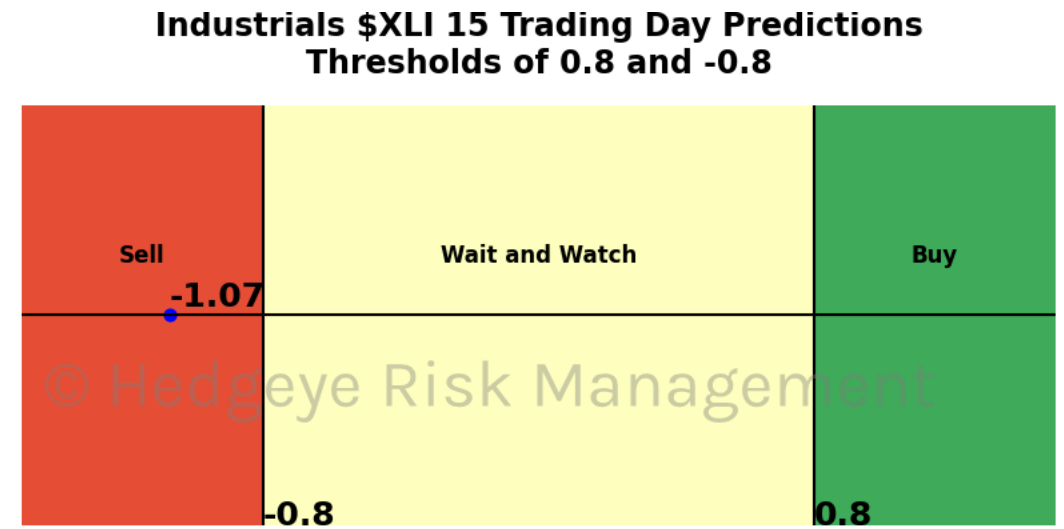 Industrials $XLI 15 Trading Day Predictions
Thresholds of 0.8 and -0.8
Sell
Wait and Watch
Buy
-1.07
© Hedgeye Risk Management
-0.8
0.8